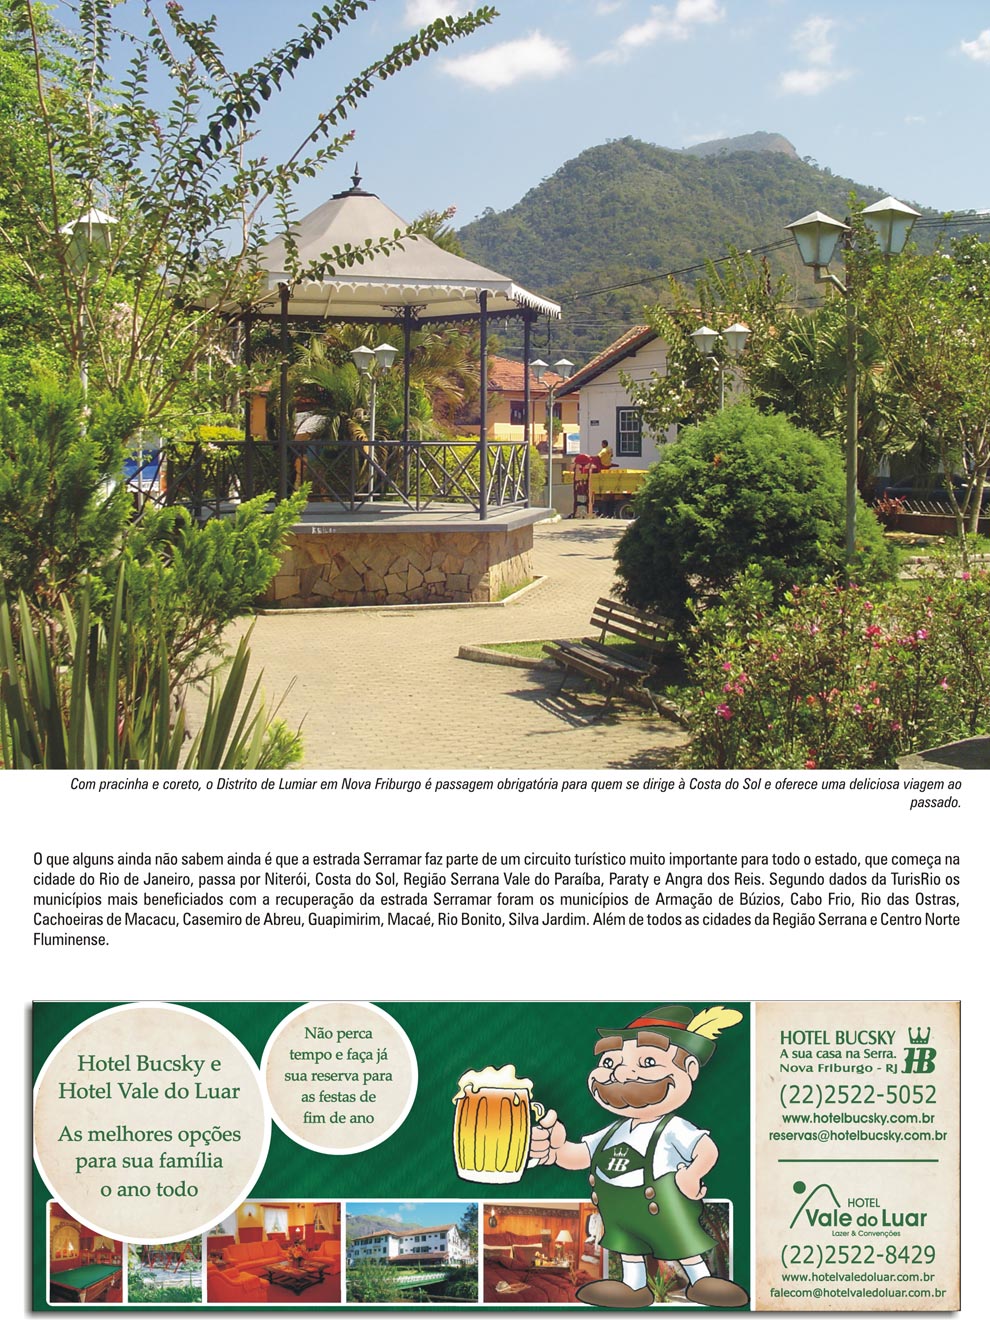 Com pracinha e coreto, o Distrito de Lumiar em Nova Friburgo é passagem obrigatória para quem se dirige à Costa do Sol e oferece uma deliciosa viagem ao
passado.
O que alguns ainda não sabem ainda é que a estrada Serramar faz parte de um circuito turístico muito importante para todo o estado, que começa na
cidade do Rio de Janeiro, passa por Niterói, Costa do Sol, Região Serrana Vale do Paraíba, Paraty e Angra dos Reis. Segundo dados da TurisRio os
municípios mais beneficiados com a recuperação da estrada Serramar foram os municípios de Armação de Búzios, Cabo Frio, Rio das Ostras,
Cachoeiras de Macacu, Casemiro de Abreu, Guapimirim, Macaé, Rio Bonito, Silva Jardim. Além de todos as cidades da Região Serrana e Centro Norte
Fluminense.
Hotel Bucsky e
Hotel Vale do Luar
As melhores opções
para sua família
o ano todo
Não perca
tempo e faça já
sua reserva para
as festas de
fim de ano
HB
HOTEL BUCSKY
A sua casa na Serra.
Nova Friburgo - RJ
HB
(22)2522-5052
www.hotelbucsky.com.br
reservas@hotelbucsky.com.br
HOTEL
Vale do Luar
Lazer & Convenções
(22)2522-8429
www.hotelvaledoluar.com.br
falecom@hotelvaledoluar.com.br